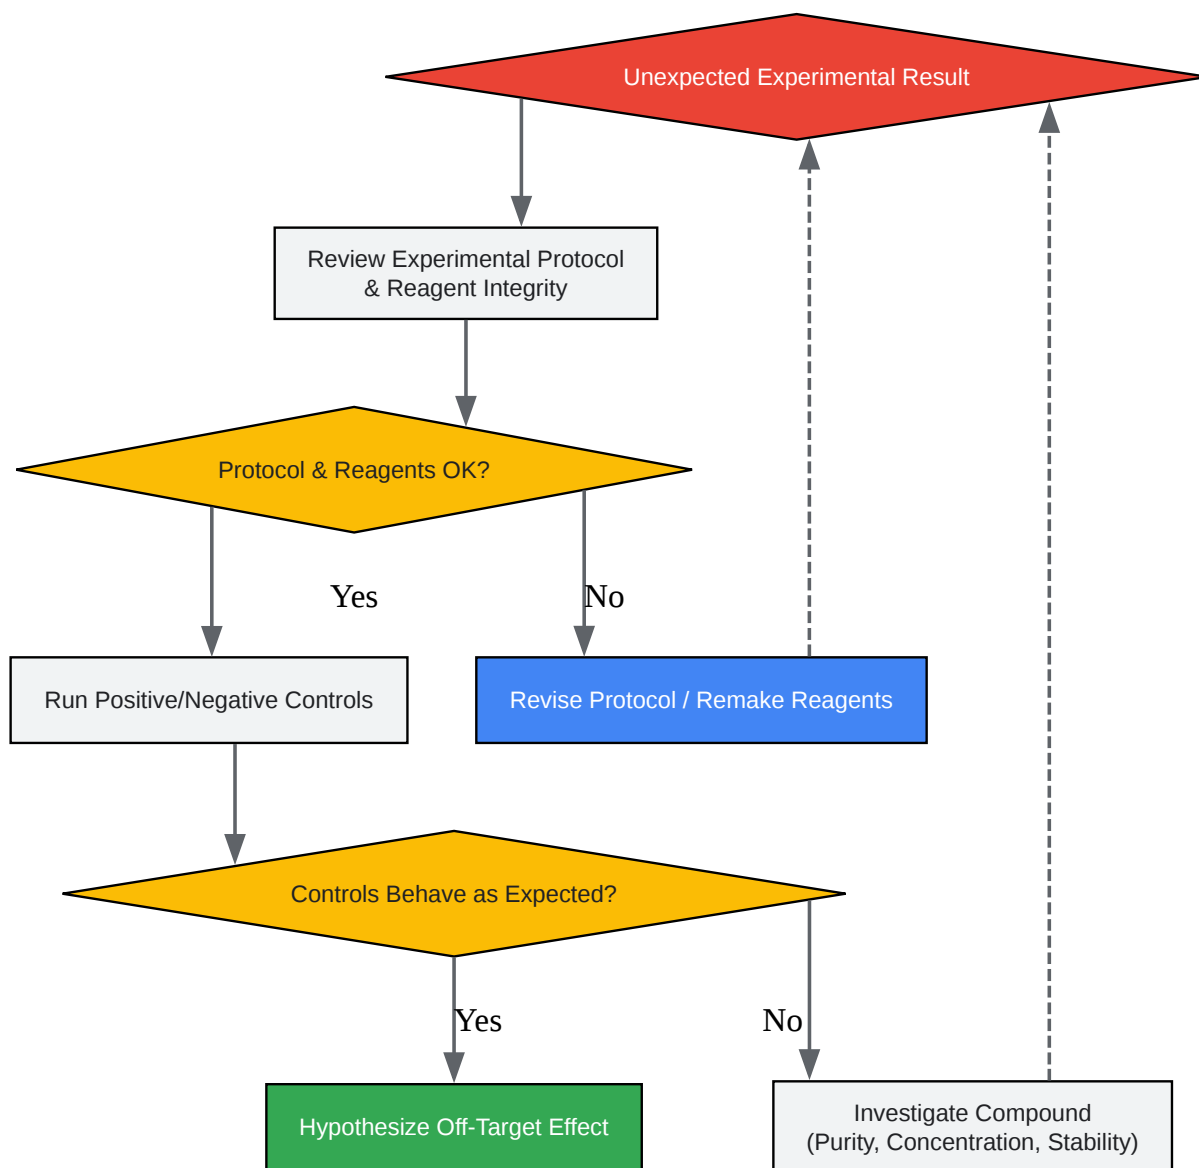 Unexpected Experimental Result
Review Experimental Protocol
& Reagent Integrity
Protocol & Reagents OK?
Yes
No
Run Positive/Negative Controls
Revise Protocol / Remake Reagents
Controls Behave as Expected?
Yes
No
Hypothesize Off-Target Effect
Investigate Compound
(Purity, Concentration, Stability)